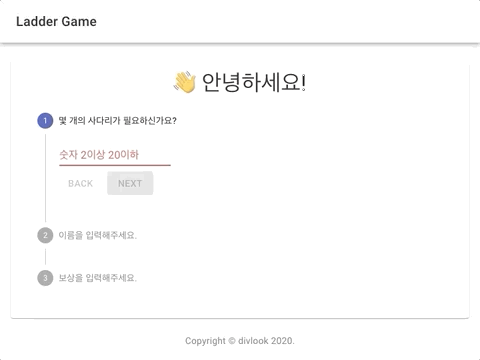 Ladder Game
👋 안녕하세요!
1 몇 개의 사다리가 필요하신가요?
숫자 2이상 20이하
BACK NEXT
2 이름을 입력해주세요.
3 보상을 입력해주세요.
Copyright © divlook 2020.